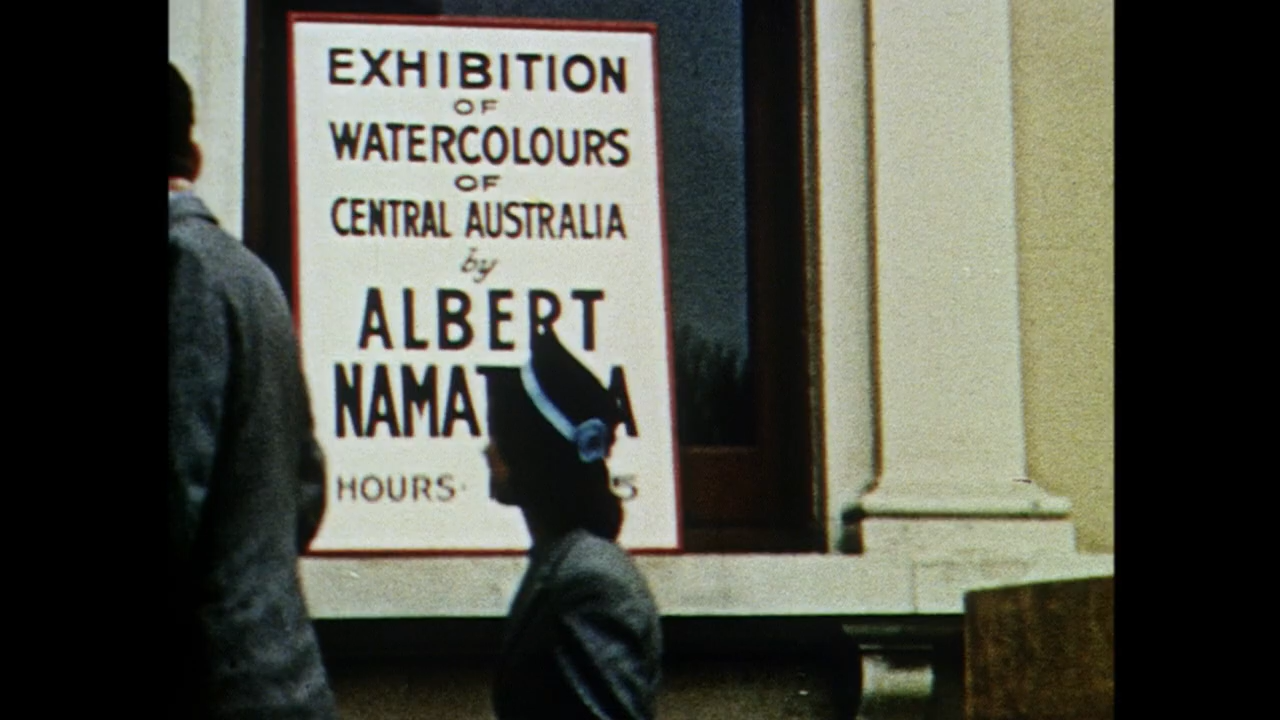 EXHIBITION
OF
WATERCOLOURS
OF
CENTRAL AUSTRALIA
by
ALBERT
HOURS·